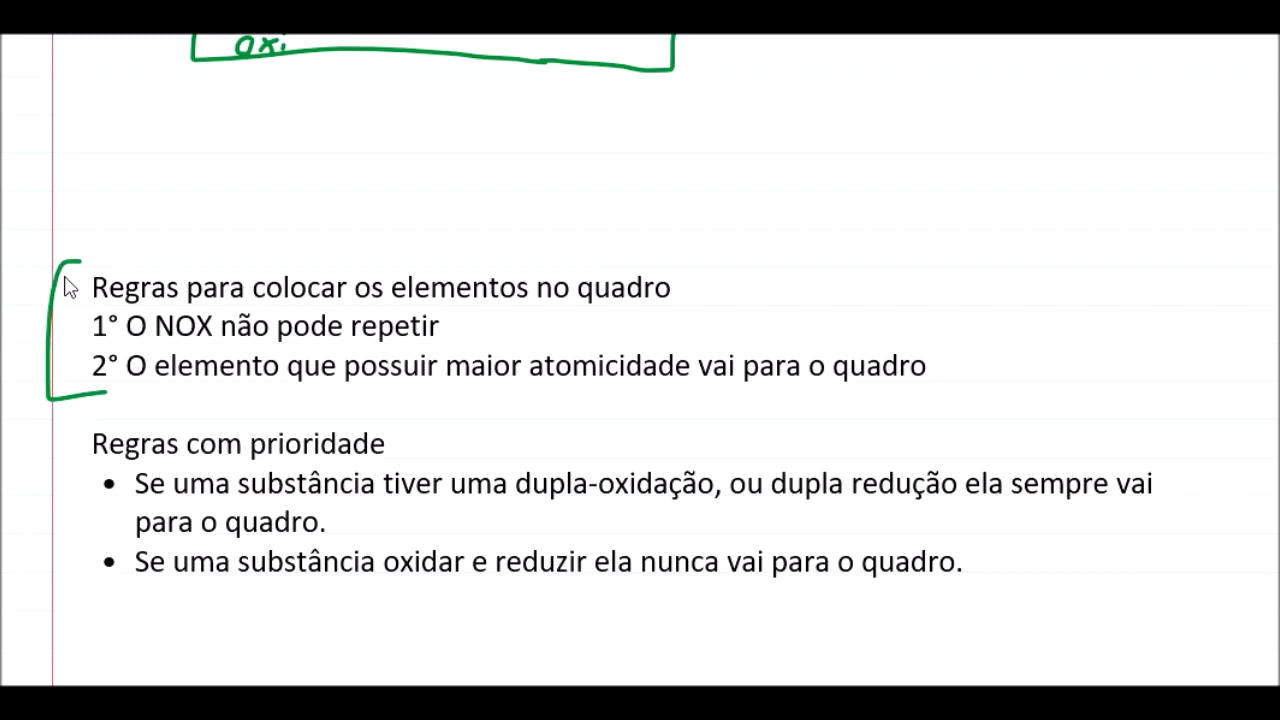 oxi
Regras para colocar os elementos no quadro
1° O NOX não pode repetir
2° O elemento que possuir maior atomicidade vai para o quadro
Regras com prioridade
• Se uma substância tiver uma dupla-oxidação, ou dupla redução ela sempre vai
para o quadro.
• Se uma substância oxidar e reduzir ela nunca vai para o quadro.